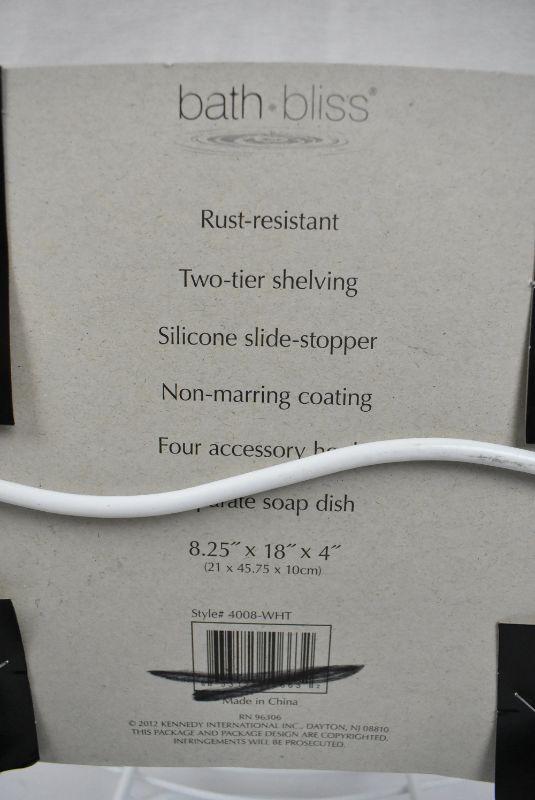 bath·bliss®
Rust-resistant
Two-tier shelving
Silicone slide-stopper
Non-marring coating
Four accessory
soap dish
8.25″ x 18″ x 4″
(21 x 45.75 x 10cm)
Style# 4008-WHT
Made in China
RN 96306
© 2012 KENNEDY INTERNATIONAL INC., DAYTON, NJ 08810
THIS PACKAGE AND PACKAGE DESIGN ARE COPYRIGHTED.
INFRINGEMENTS WILL BE PROSECUTED.